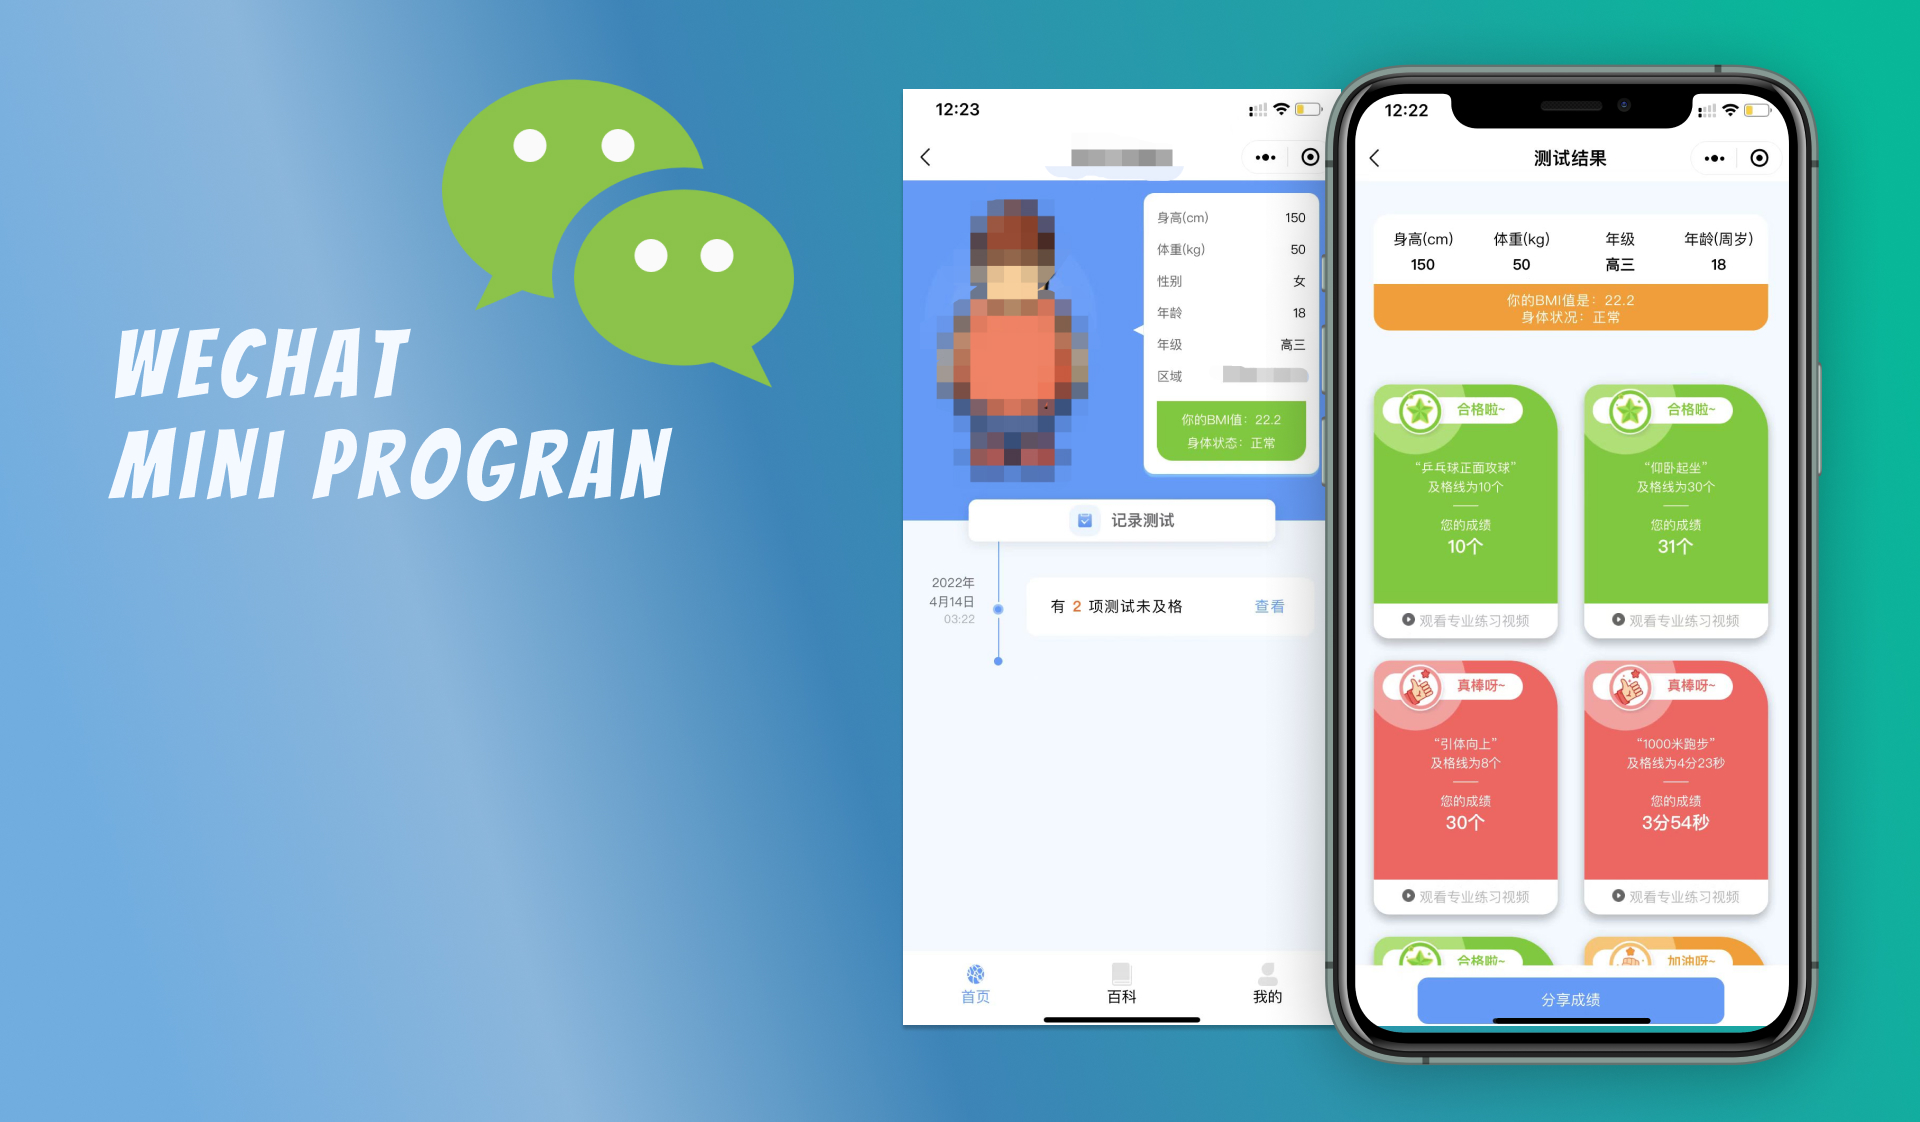 WECHAT
MINI PROGRAN
12:23
身高(cm) 150
体重(kg) 50
性别 女
年龄 18
年级 高三
区域
你的BMI值：22.2
身体状态：正常
记录测试
2022年
4月14日
03:22
有 2 项测试未及格 查看
首页 百科 我的
12:22
测试结果
身高(cm) 体重(kg) 年级 年龄(周岁)
150 50 高三 18
你的BMI值是：22.2
身体状况：正常
合格啦~
“乒乓球正面攻球”
及格线为10个
您的成绩
10个
观看专业练习视频
合格啦~
“仰卧起坐”
及格线为30个
您的成绩
31个
观看专业练习视频
真棒呀~
“引体向上”
及格线为8个
您的成绩
30个
观看专业练习视频
真棒呀~
“1000米跑步”
及格线为4分23秒
您的成绩
3分54秒
观看专业练习视频
合格啦~
加油呀~
分享成绩